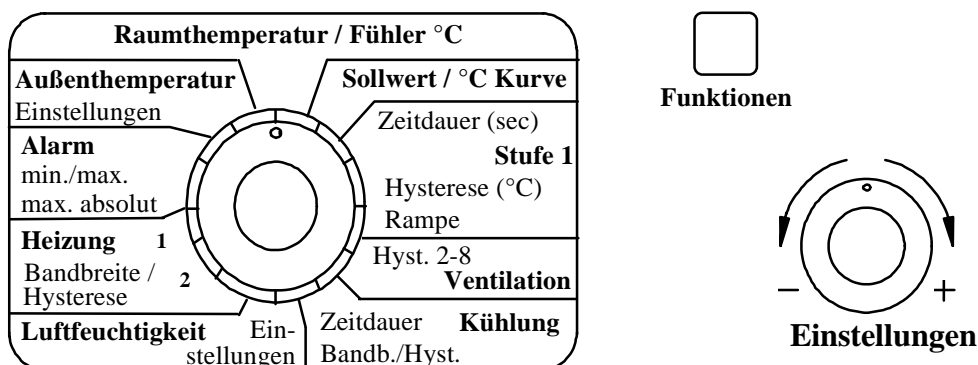 Raumthemperatur / Fühler °C
Außenthemperatur
Einstellungen
Sollwert / °C Kurve
Zeitdauer (sec)
Stufe 1
Hysterese (°C)
Rampe
Alarm
min./max.
max. absolut
Heizung 1
Bandbreite / 2
Hysterese
Hyst. 2-8
Ventilation
Luftfeuchtigkeit Ein-
stellungen
Zeitdauer Kühlung
Bandb./Hyst.
Funktionen
– +
Einstellungen